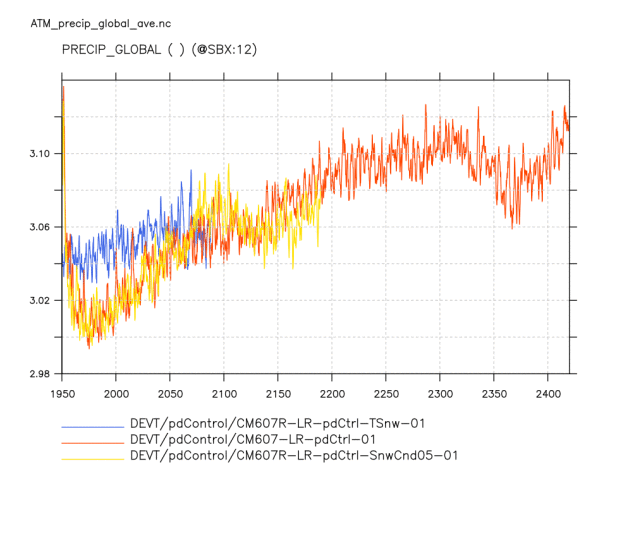 ATM_precip_global_ave.nc
PRECIP_GLOBAL ( ) (@SBX:12)
3.10
3.06
3.02
2.98
1950 2000 2050 2100 2150 2200 2250 2300 2350 2400
DEVT/pdControl/CM607R-LR-pdCtrl-TSnw-01
DEVT/pdControl/CM607-LR-pdCtrl-01
DEVT/pdControl/CM607R-LR-pdCtrl-SnwCnd05-01